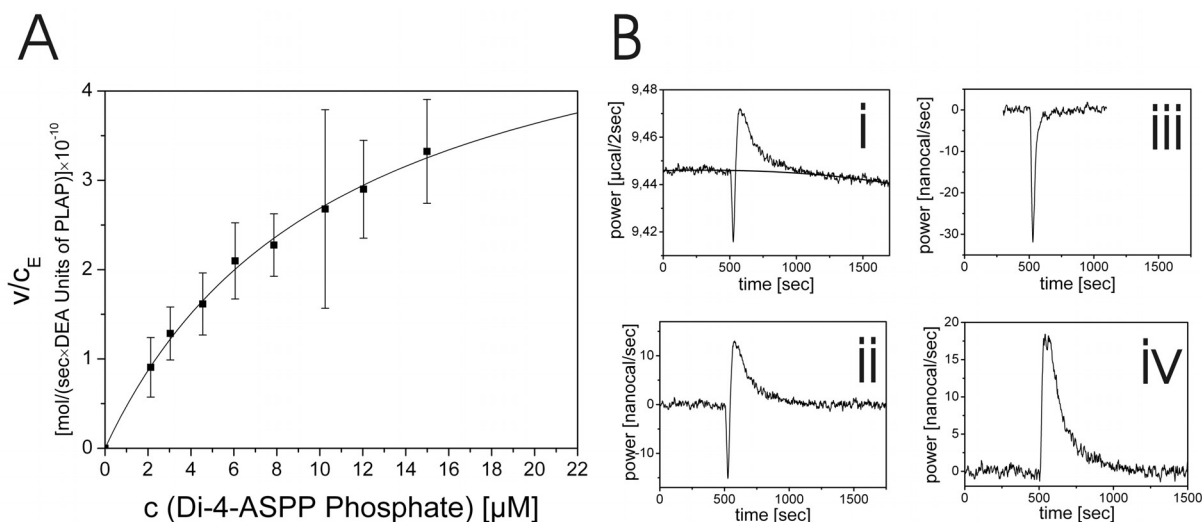 A
v/cE
[mol/(sec×DEA Units of PLAP)]×10-10
4
3
2
1
0
0 2 4 6 8 10 12 14 16 18 20 22
c (Di-4-ASPP Phosphate) [µM]
B
i
power [µcal/2sec]
9,48
9,46
9,44
9,42
0 500 1000 1500
time [sec]
iii
power [nanocal/sec]
0
-10
-20
-30
0 500 1000 1500
time [sec]
ii
power [nanocal/sec]
10
0
-10
0 500 1000 1500
time [sec]
iv
power [nanocal/sec]
20
15
10
5
0
0 500 1000 1500
time [sec]